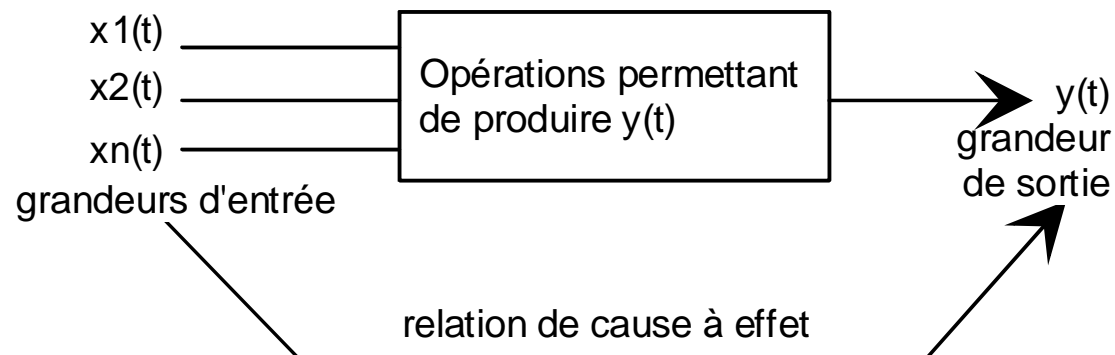 x1(t)
x2(t)
xn(t)
grandeurs d'entrée
Opérations permettant
de produire y(t)
y(t)
grandeur
de sortie
relation de cause à effet